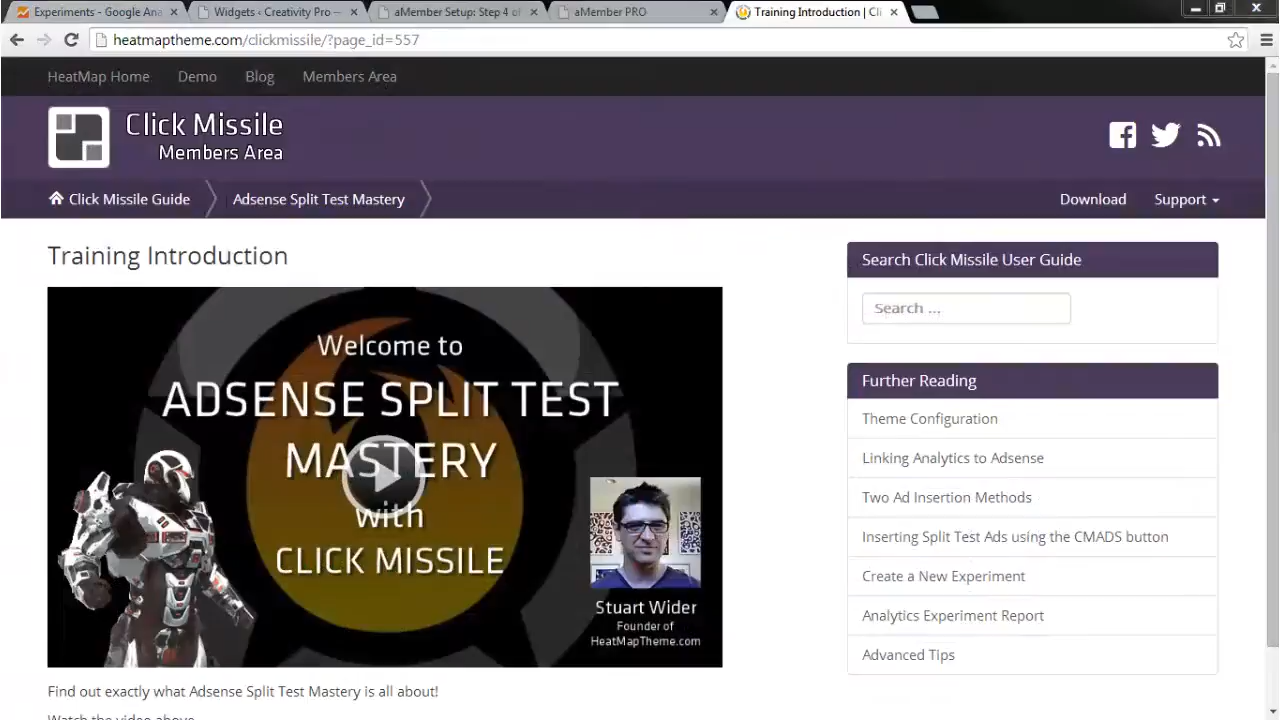 Experiments - Google Ana
Widgets ‹ Creativity Pro —
aMember Setup: Step 4 of
aMember PRO
Training Introduction | Cli
heatmaptheme.com/clickmissile/?page_id=557
HeatMap Home
Demo
Blog
Members Area
Click Missile
Members Area
Click Missile Guide
Adsense Split Test Mastery
Download
Support
Training Introduction
Welcome to
ADSENSE SPLIT TEST
MASTERY
with
CLICK MISSILE
Stuart Wider
Founder of
HeatMapTheme.com
Find out exactly what Adsense Split Test Mastery is all about!
Watch the video above
Search Click Missile User Guide
Search ...
Further Reading
Theme Configuration
Linking Analytics to Adsense
Two Ad Insertion Methods
Inserting Split Test Ads using the CMADS button
Create a New Experiment
Analytics Experiment Report
Advanced Tips